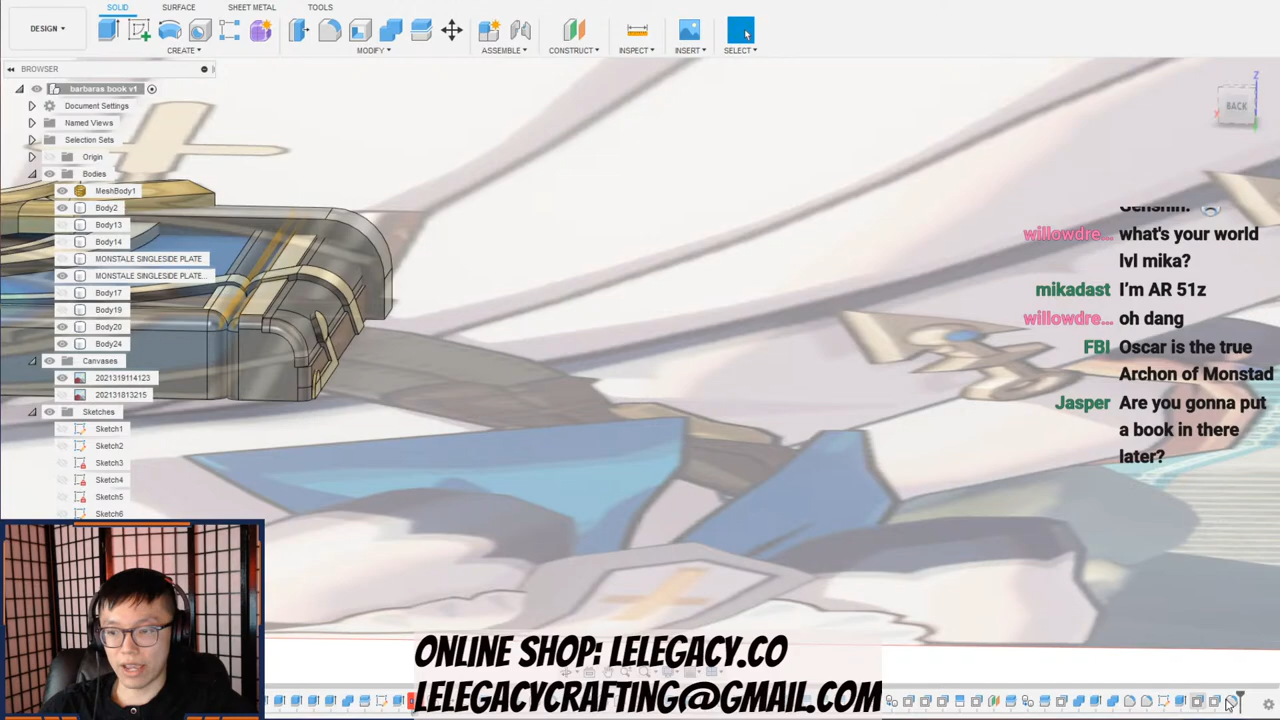 SOLID SURFACE SHEET METAL TOOLS
DESIGN ▾
CREATE ▾ MODIFY ▾ ASSEMBLE ▾ CONSTRUCT ▾ INSPECT ▾ INSERT ▾ SELECT ▾
BROWSER
barbaras book v1
Document Settings
Named Views
Selection Sets
Origin
Bodies
MeshBody1
Body2
Body13
Body14
MONSTALE SINGLESIDE PLATE
MONSTALE SINGLESIDE PLATE...
Body17
Body19
Body20
Body24
Canvases
2021319114123
202131813215
Sketches
Sketch1
Sketch2
Sketch3
Sketch4
Sketch5
Sketch6
Z
BACK
X
Genshin.
willowdre... what's your world
lvl mika?
mikadast I'm AR 51z
willowdre... oh dang
FBI Oscar is the true
Archon of Monstad
Jasper Are you gonna put
a book in there
later?
ONLINE SHOP: LELEGACY.CO
LELEGACYCRAFTING@GMAIL.COM